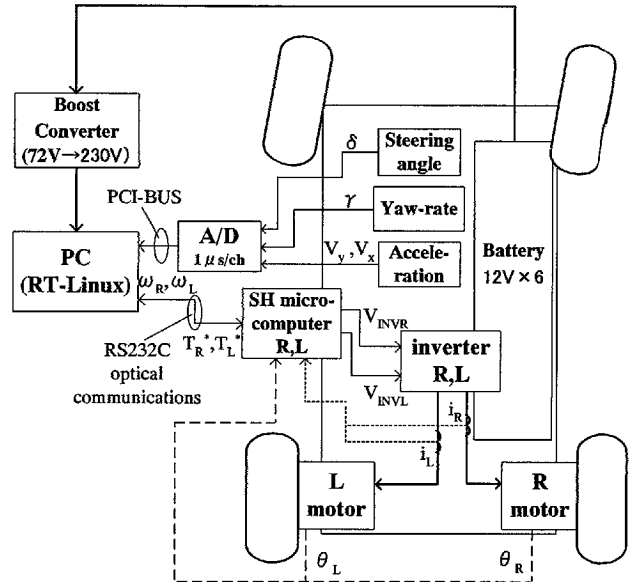 Boost
Converter
(72V→230V)
PCI-BUS
PC
(RT-Linux)
A/D
1μs/ch
δ
Steering
angle
γ
Yaw-rate
V_y ,V_x
Accele-
ration
Battery
12V×6
ω_R, ω_L
RS232C
optical
communications
T_R*,T_L*
SH micro-
computer
R,L
V_INVR
V_INVL
inverter
R,L
i_R
i_L
L
motor
R
motor
θ_L
θ_R